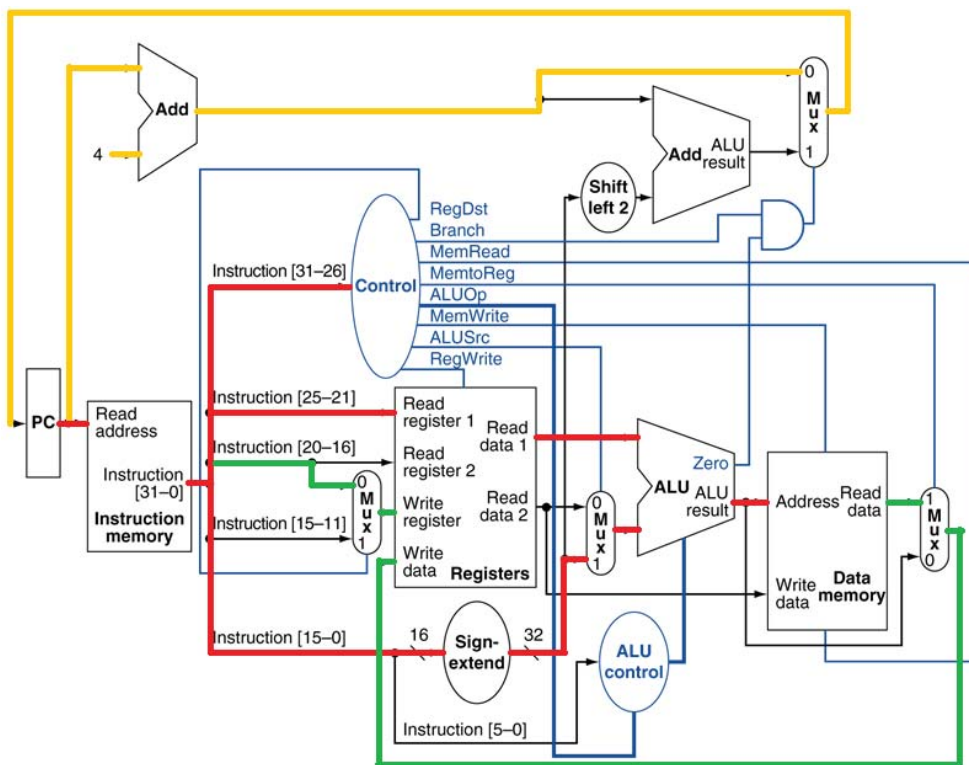 0
M
u
x
1
Add
4
Add
ALU
result
Shift
left 2
RegDst
Branch
MemRead
MemtoReg
ALUOp
MemWrite
ALUSrc
RegWrite
Instruction [31–26]
Control
PC
Read
address
Instruction
[31–0]
Instruction
memory
Instruction [25–21]
Instruction [20–16]
Instruction [15–11]
0
M
u
x
1
Read
register 1
Read
register 2
Write
register
Write
data
Read
data 1
Read
data 2
Registers
0
M
u
x
1
Zero
ALU
ALU
result
Address
Read
data
Write
data
Data
memory
1
M
u
x
0
Instruction [15–0]
16
Sign-
extend
32
ALU
control
Instruction [5–0]